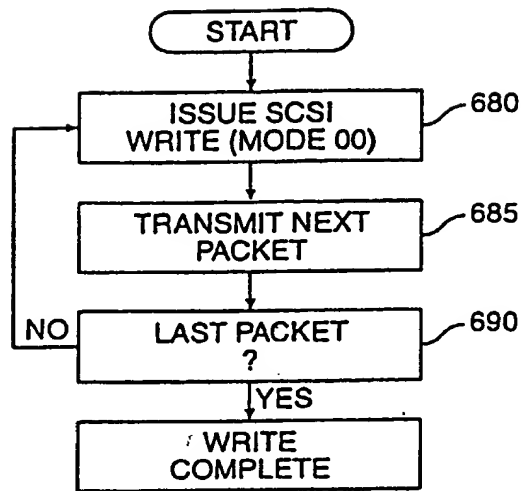 START
ISSUE SCSI
WRITE (MODE 00)
680
TRANSMIT NEXT
PACKET
685
LAST PACKET
?
690
NO
YES
WRITE
COMPLETE